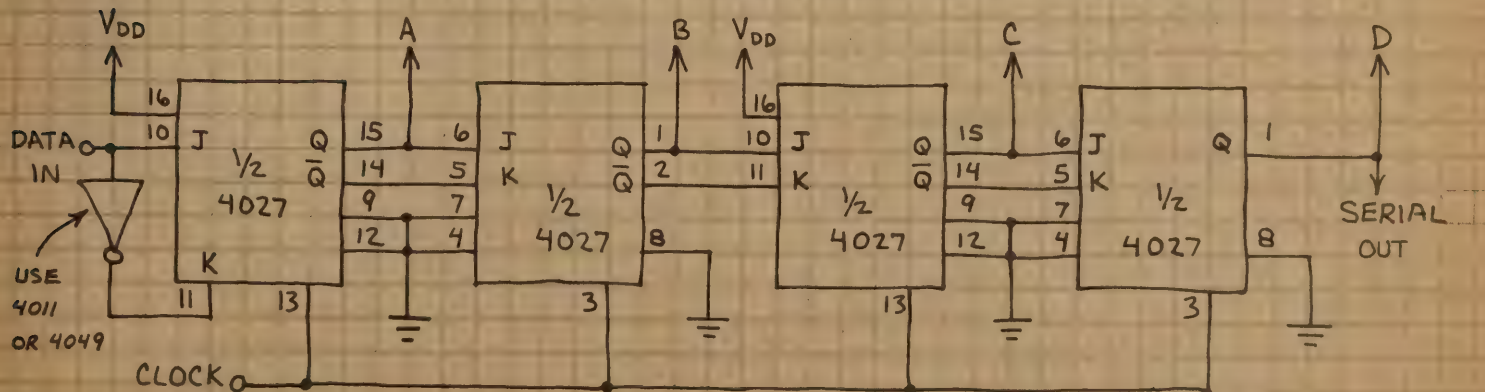 VDD A B VDD C D
16 16
DATA 10 J Q 15 6 J Q 1 10 J Q 15 6 J Q 1
IN 1/2 Q̅ 14 5 K Q̅ 2 11 K 1/2 Q̅ 14 5 K
4027 9 7 1/2 4027 9 7 1/2 SERIAL
12 4 4027 8 12 4 4027 8 OUT
USE K
4011 11 13 3 13 3
OR 4049
CLOCK